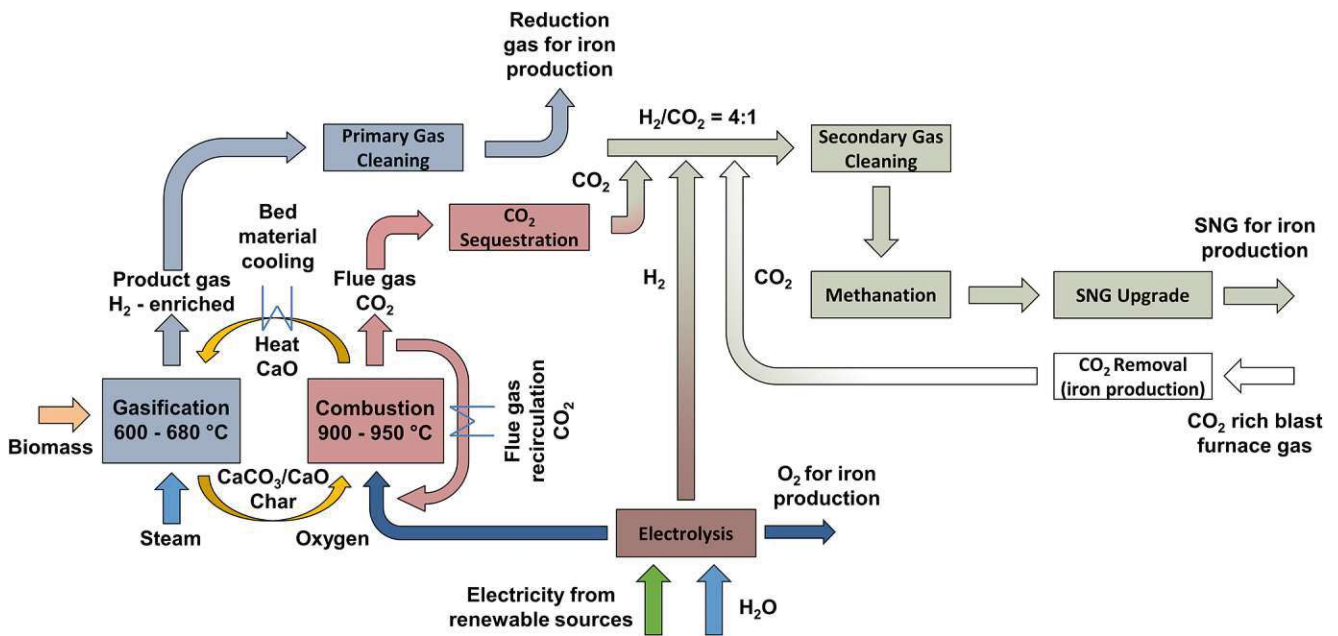 Reduction
gas for iron
production
Primary Gas
Cleaning
H₂/CO₂ = 4:1
Secondary Gas
Cleaning
CO₂
CO₂
Sequestration
Bed
material
cooling
Product gas
H₂ - enriched
Flue gas
CO₂
H₂
CO₂
Methanation
SNG Upgrade
SNG for iron
production
Heat
CaO
Gasification
600 - 680 °C
Combustion
900 - 950 °C
Flue gas
recirculation
CO₂
CO₂ Removal
(iron production)
CO₂ rich blast
furnace gas
Biomass
CaCO₃/CaO
Char
Steam
Oxygen
Electrolysis
O₂ for iron
production
Electricity from
renewable sources
H₂O